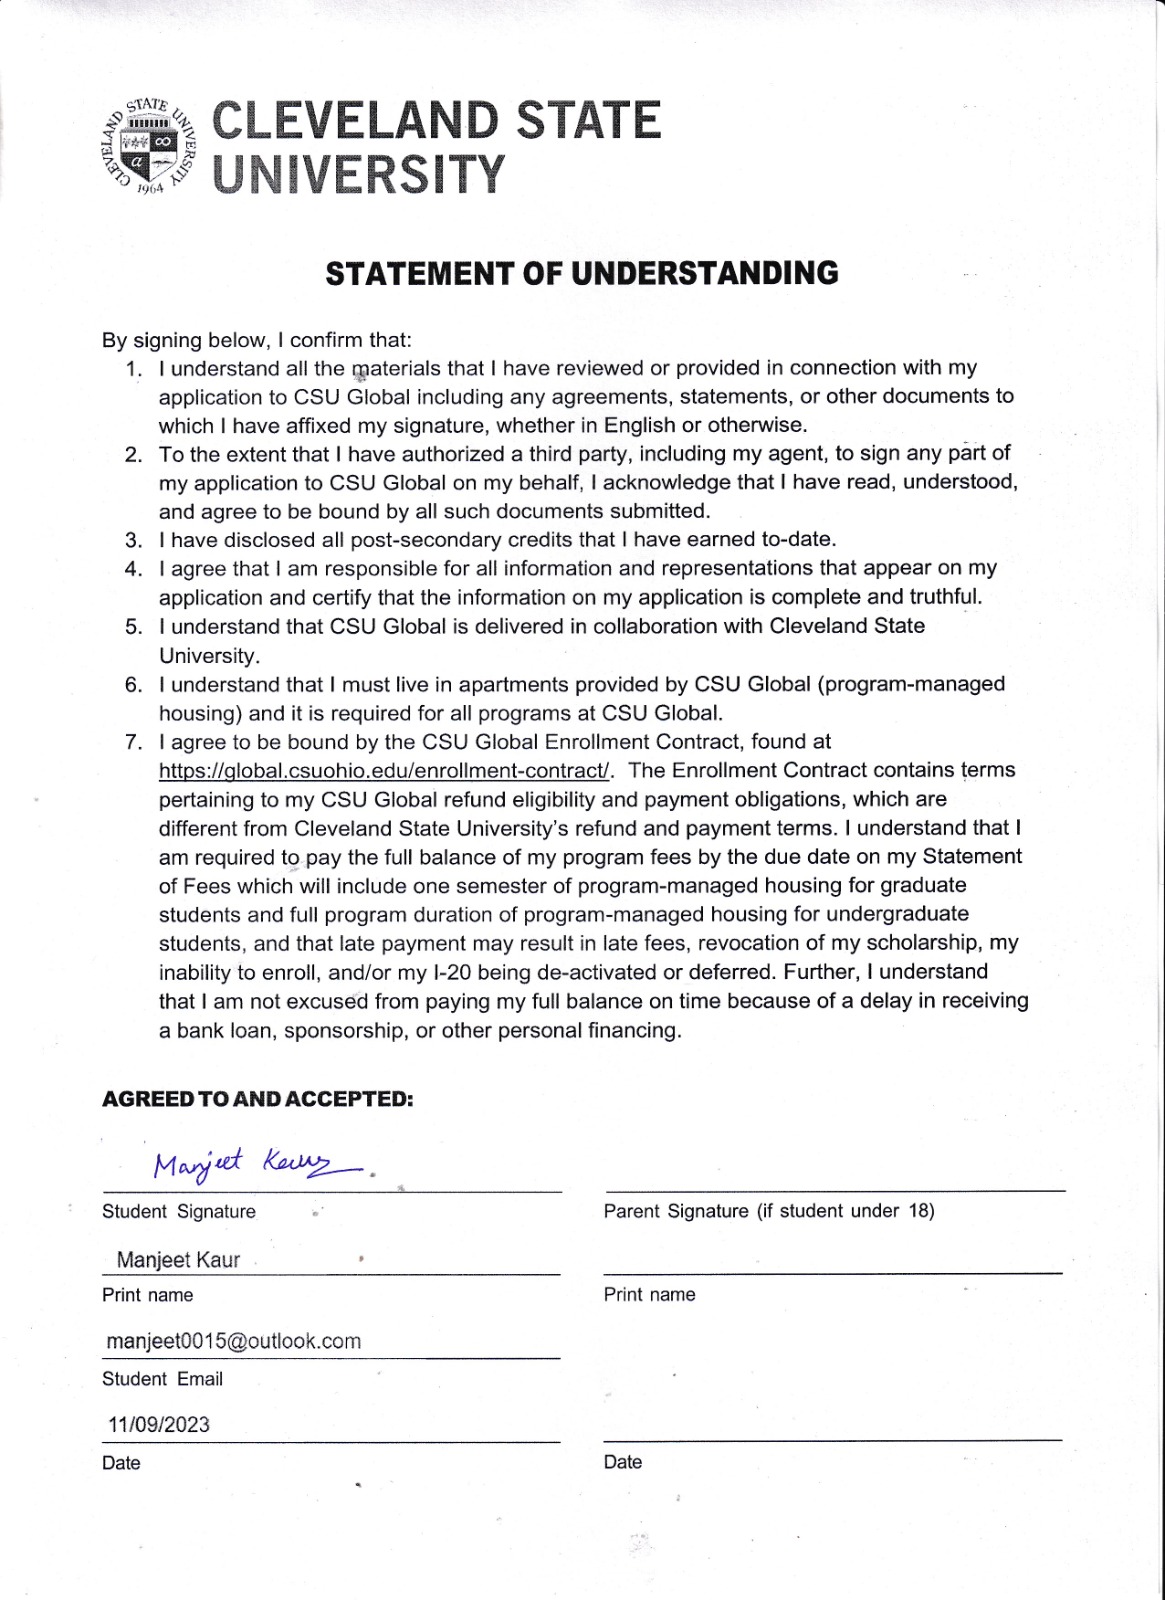 CLEVELAND STATE UNIVERSITY
1964
CLEVELAND STATE
UNIVERSITY
STATEMENT OF UNDERSTANDING
By signing below, I confirm that:
1. I understand all the materials that I have reviewed or provided in connection with my
application to CSU Global including any agreements, statements, or other documents to
which I have affixed my signature, whether in English or otherwise.
2. To the extent that I have authorized a third party, including my agent, to sign any part of
my application to CSU Global on my behalf, I acknowledge that I have read, understood,
and agree to be bound by all such documents submitted.
3. I have disclosed all post-secondary credits that I have earned to-date.
4. I agree that I am responsible for all information and representations that appear on my
application and certify that the information on my application is complete and truthful.
5. I understand that CSU Global is delivered in collaboration with Cleveland State
University.
6. I understand that I must live in apartments provided by CSU Global (program-managed
housing) and it is required for all programs at CSU Global.
7. I agree to be bound by the CSU Global Enrollment Contract, found at
https://global.csuohio.edu/enrollment-contract/. The Enrollment Contract contains terms
pertaining to my CSU Global refund eligibility and payment obligations, which are
different from Cleveland State University's refund and payment terms. I understand that I
am required to pay the full balance of my program fees by the due date on my Statement
of Fees which will include one semester of program-managed housing for graduate
students and full program duration of program-managed housing for undergraduate
students, and that late payment may result in late fees, revocation of my scholarship, my
inability to enroll, and/or my I-20 being de-activated or deferred. Further, I understand
that I am not excused from paying my full balance on time because of a delay in receiving
a bank loan, sponsorship, or other personal financing.
AGREED TO AND ACCEPTED:
Manjeet Kaur
Student Signature
Parent Signature (if student under 18)
Manjeet Kaur
Print name
Print name
manjeet0015@outlook.com
Student Email
11/09/2023
Date
Date